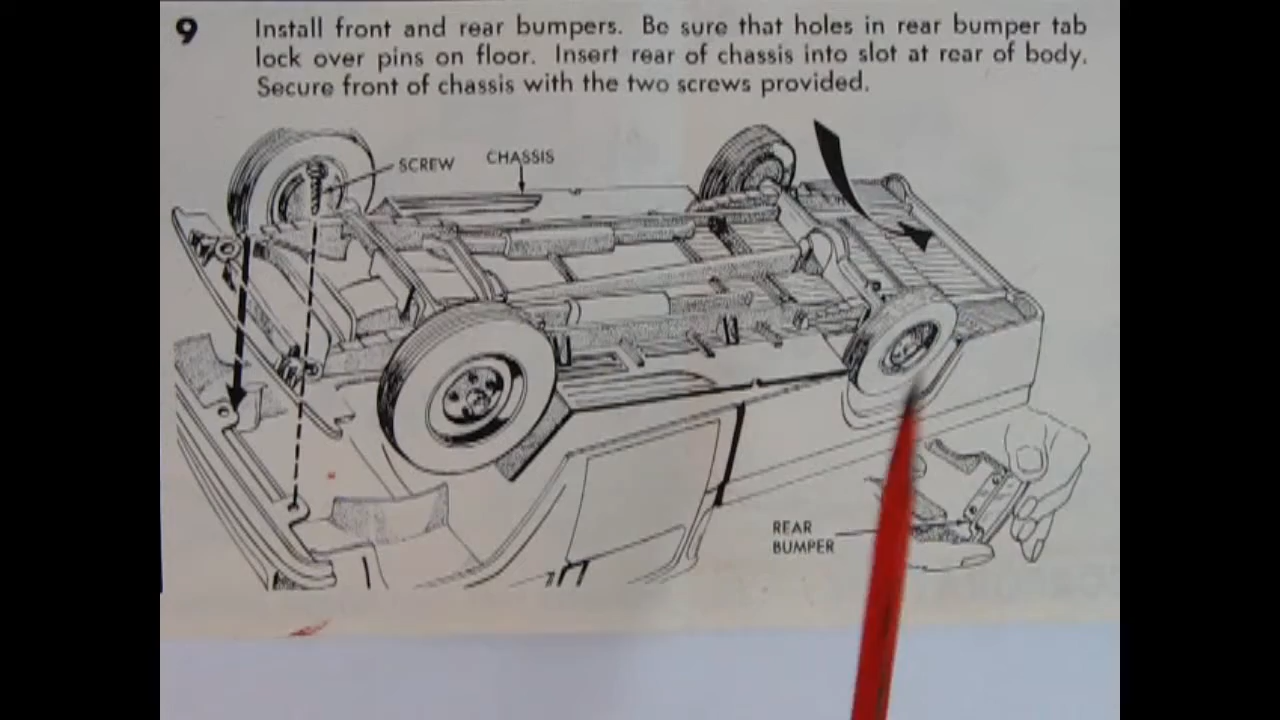 9 Install front and rear bumpers. Be sure that holes in rear bumper tab
lock over pins on floor. Insert rear of chassis into slot at rear of body.
Secure front of chassis with the two screws provided.
SCREW
CHASSIS
REAR
BUMPER